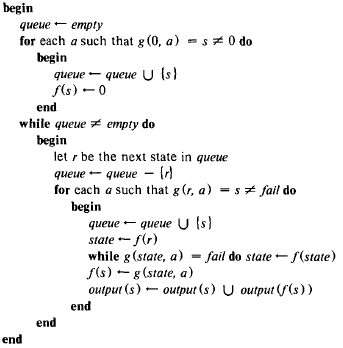 begin
queue ← empty
for each a such that g(0, a) = s ≠ 0 do
begin
queue ← queue ∪ {s}
f(s) ← 0
end
while queue ≠ empty do
begin
let r be the next state in queue
queue ← queue − {r}
for each a such that g(r, a) = s ≠ fail do
begin
queue ← queue ∪ {s}
state ← f(r)
while g(state, a) = fail do state ← f(state)
f(s) ← g(state, a)
output(s) ← output(s) ∪ output(f(s))
end
end
end